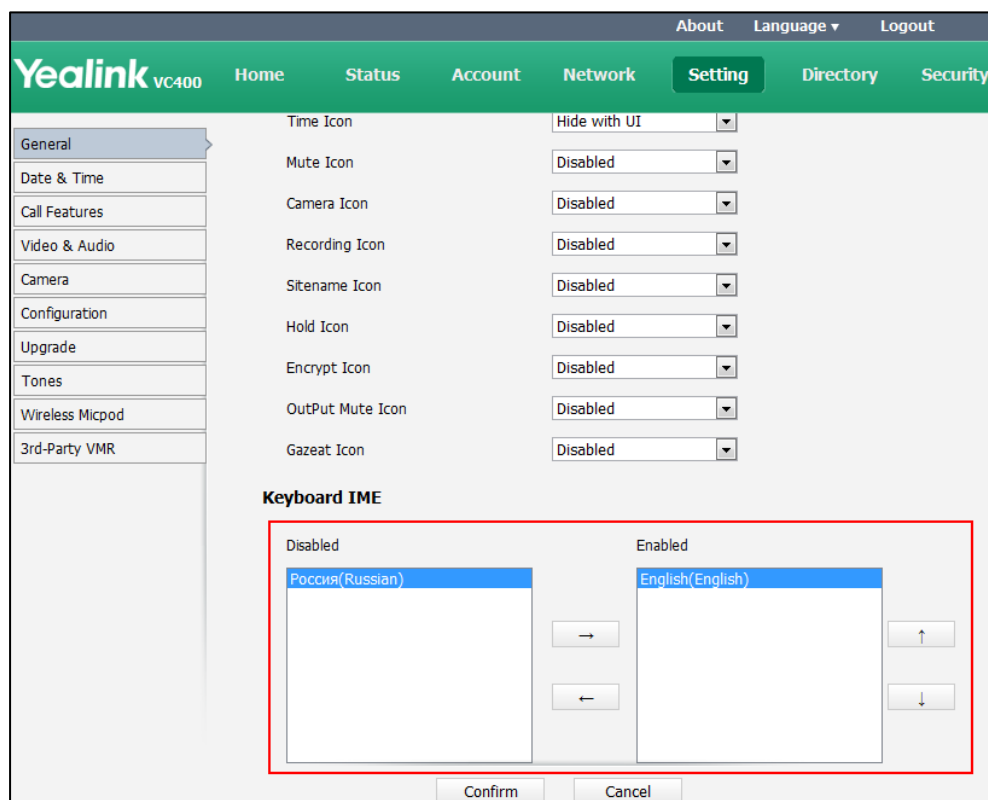 About Language ▾ Logout
Yealink VC400 Home Status Account Network Setting Directory Security
General
Date & Time
Call Features
Video & Audio
Camera
Configuration
Upgrade
Tones
Wireless Micpod
3rd-Party VMR
Time Icon Hide with UI
Mute Icon Disabled
Camera Icon Disabled
Recording Icon Disabled
Sitename Icon Disabled
Hold Icon Disabled
Encrypt Icon Disabled
OutPut Mute Icon Disabled
Gazeat Icon Disabled
Keyboard IME
Disabled Enabled
Россия(Russian) English(English)
→ ↑
← ↓
Confirm Cancel